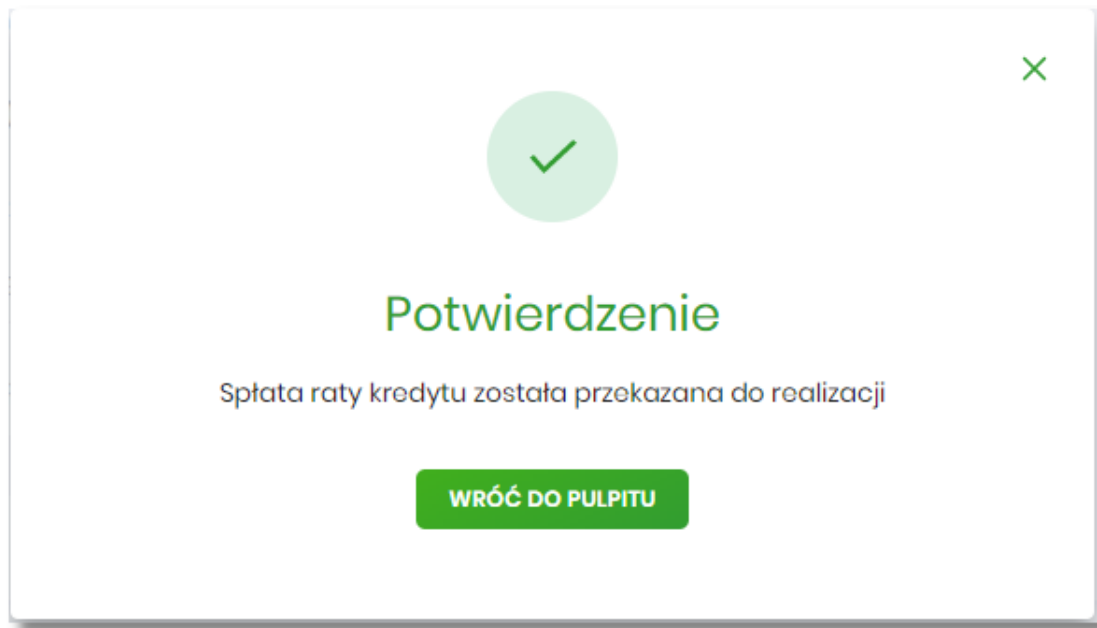 Potwierdzenie
Spłata raty kredytu została przekazana do realizacji
WRÓĆ DO PULPITU